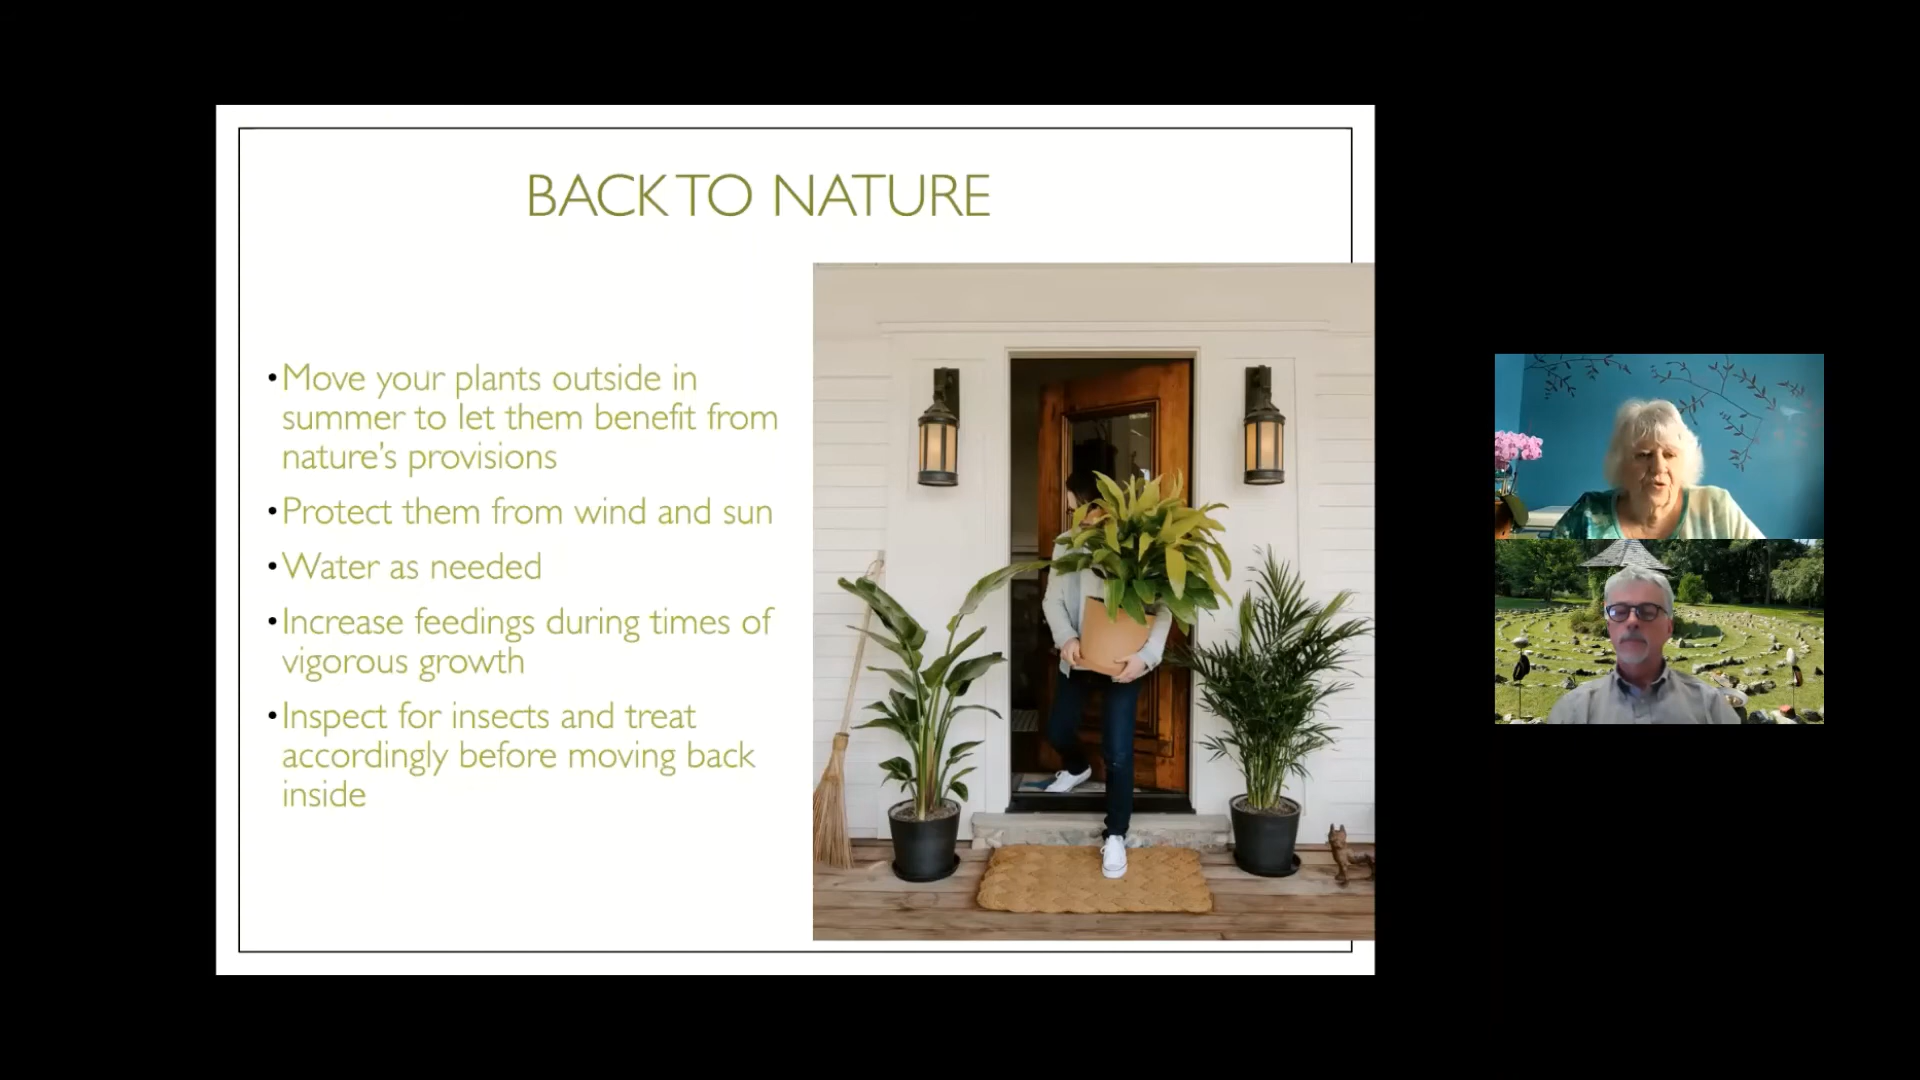 BACK TO NATURE
•Move your plants outside in
summer to let them benefit from
nature's provisions
•Protect them from wind and sun
•Water as needed
•Increase feedings during times of
vigorous growth
•Inspect for insects and treat
accordingly before moving back
inside